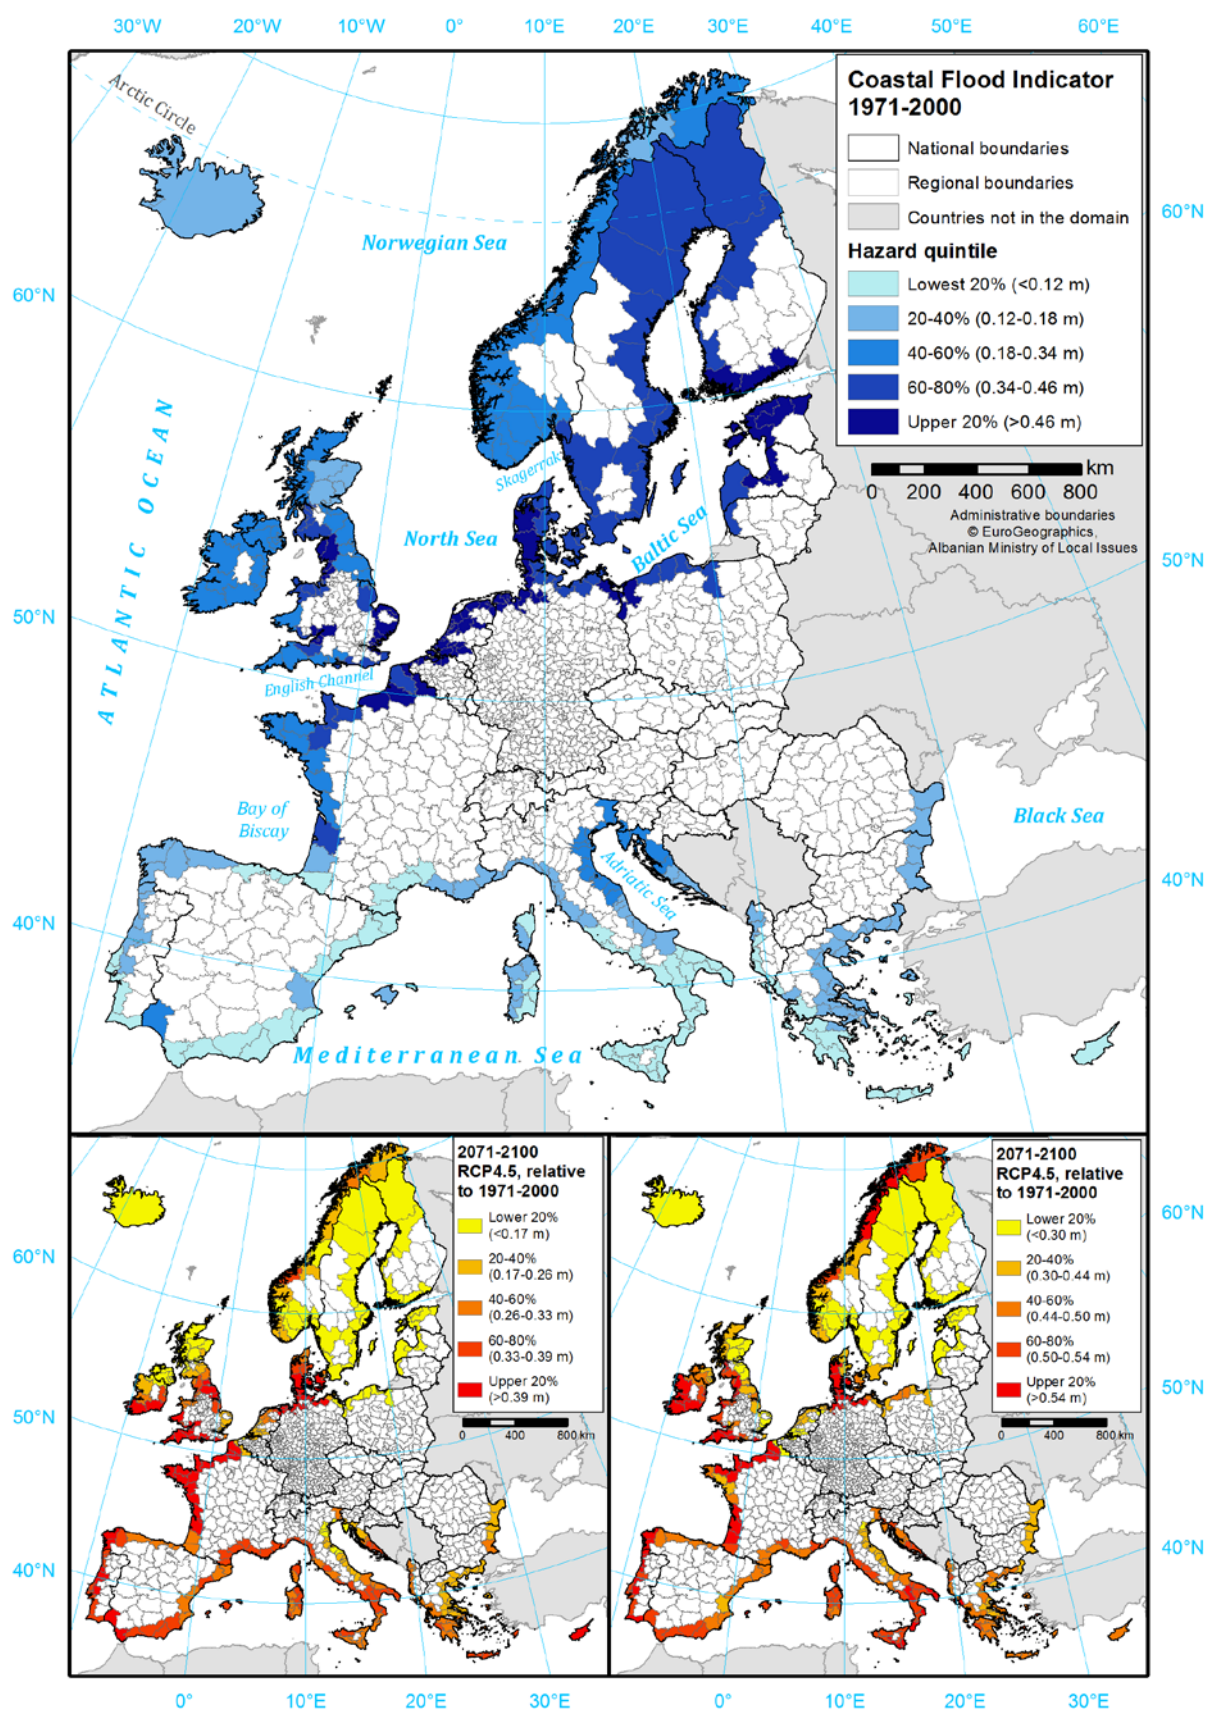 30°W 20°W 10°W 0° 10°E 20°E 30°E 40°E 50°E 60°E
Arctic Circle
Coastal Flood Indicator
1971-2000
National boundaries
Regional boundaries
Countries not in the domain
Hazard quintile
Lowest 20% (<0.12 m)
20-40% (0.12-0.18 m)
40-60% (0.18-0.34 m)
60-80% (0.34-0.46 m)
Upper 20% (>0.46 m)
km
0 200 400 600 800
Administrative boundaries
© EuroGeographics,
Albanian Ministry of Local Issues
60°N
50°N
40°N
60°N
50°N
40°N
Norwegian Sea
ATLANTIC OCEAN
Skagerrak
North Sea
Baltic Sea
English Channel
Bay of
Biscay
Adriatic Sea
Black Sea
Mediterranean Sea
2071-2100
RCP4.5, relative
to 1971-2000
Lower 20%
(<0.17 m)
20-40%
(0.17-0.26 m)
40-60%
(0.26-0.33 m)
60-80%
(0.33-0.39 m)
Upper 20%
(>0.39 m)
0 400 800 km
2071-2100
RCP4.5, relative
to 1971-2000
Lower 20%
(<0.30 m)
20-40%
(0.30-0.44 m)
40-60%
(0.44-0.50 m)
60-80%
(0.50-0.54 m)
Upper 20%
(>0.54 m)
0 400 800 km
60°N
50°N
40°N
60°N
50°N
40°N
0° 10°E 20°E 30°E 0° 10°E 20°E 30°E